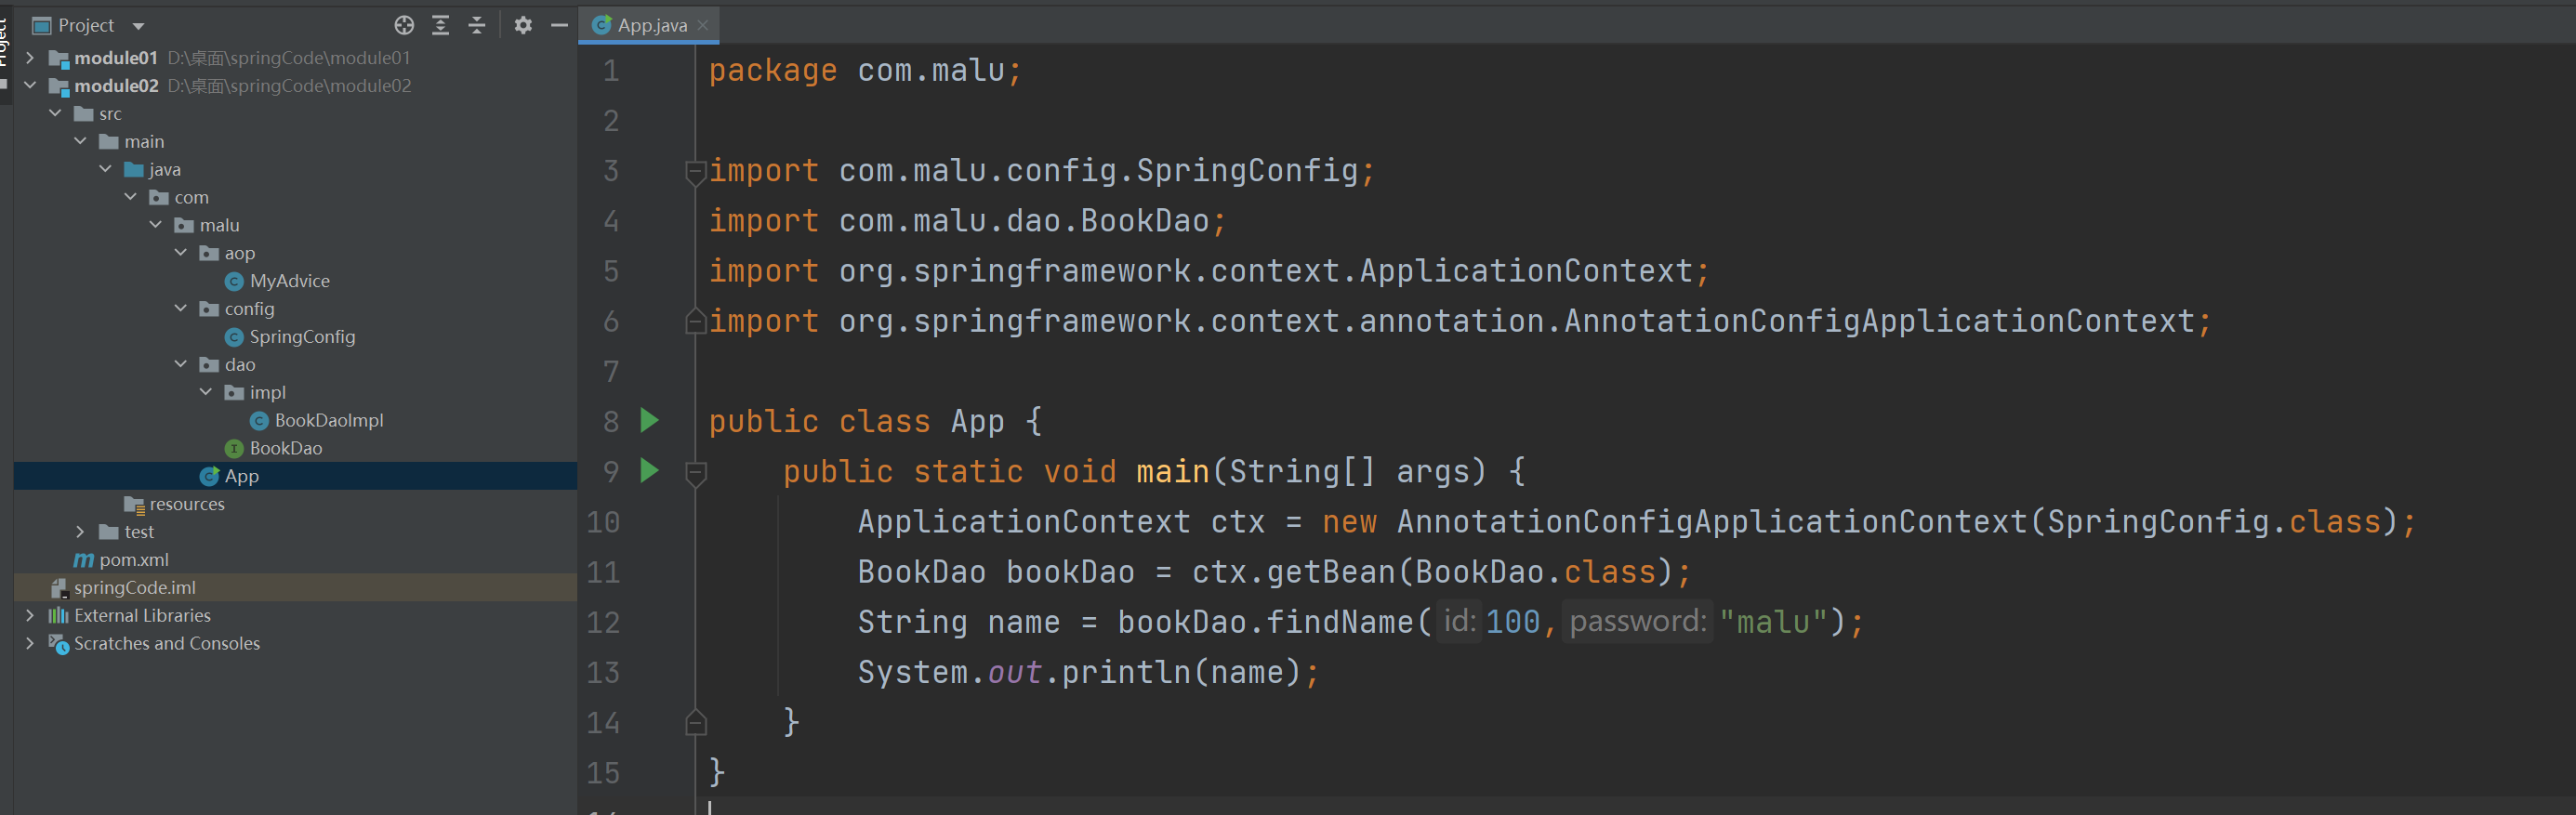 Project
Project
module01 D:\桌面\springCode\module01
module02 D:\桌面\springCode\module02
src
main
java
com
malu
aop
MyAdvice
config
SpringConfig
dao
impl
BookDaoImpl
BookDao
App
resources
test
pom.xml
springCode.iml
External Libraries
Scratches and Consoles
App.java
1 package com.malu;
2
3 import com.malu.config.SpringConfig;
4 import com.malu.dao.BookDao;
5 import org.springframework.context.ApplicationContext;
6 import org.springframework.context.annotation.AnnotationConfigApplicationContext;
7
8 public class App {
9 public static void main(String[] args) {
10 ApplicationContext ctx = new AnnotationConfigApplicationContext(SpringConfig.class);
11 BookDao bookDao = ctx.getBean(BookDao.class);
12 String name = bookDao.findName( id: 100, password: "malu");
13 System.out.println(name);
14 }
15 }